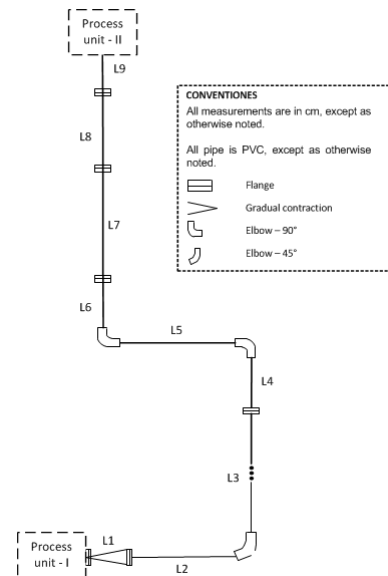 Process
unit - II
L9
CONVENTIONES
All measurements are in cm, except as
otherwise noted.
All pipe is PVC, except as otherwise
noted.
Flange
Gradual contraction
Elbow – 90°
Elbow – 45°
L8
L7
L6
L5
L4
L3
Process
unit - I
L1
L2